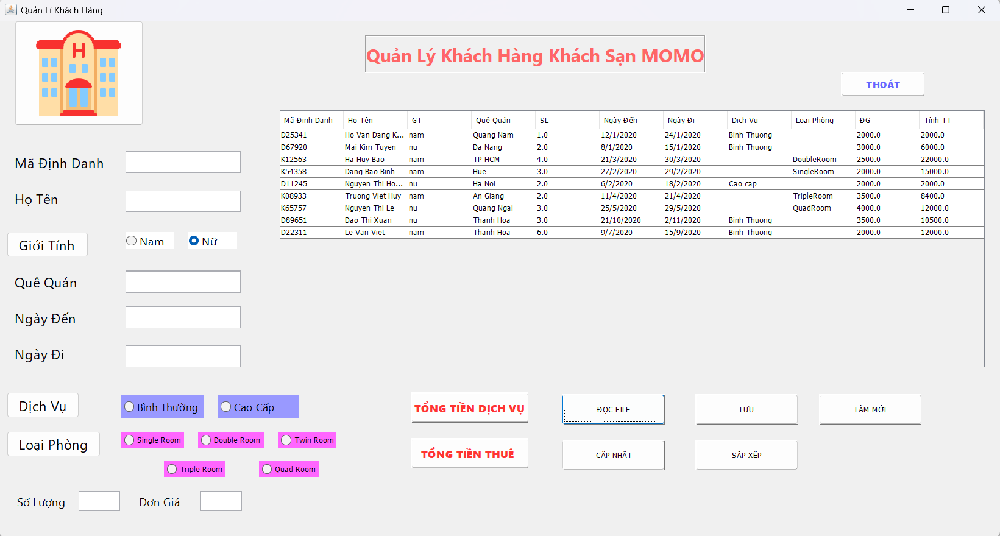 Quản Lí Khách Hàng
H
Quản Lý Khách Hàng Khách Sạn MOMO
THOÁT
Mã Định Danh Họ Tên GT Quê Quán SL Ngày Đến Ngày Đi Dịch Vụ Loại Phòng ĐG Tính TT
D25341 Ho Van Dang K... nam Quang Nam 1.0 12/1/2020 24/1/2020 Binh Thuong 2000.0 2000.0
D67920 Mai Kim Tuyen nu Da Nang 2.0 8/1/2020 15/1/2020 Binh Thuong 3000.0 6000.0
K12563 Ha Huy Bao nam TP HCM 4.0 21/3/2020 30/3/2020 DoubleRoom 2500.0 22000.0
K54358 Dang Bao Binh nam Hue 3.0 27/2/2020 29/2/2020 SingleRoom 2000.0 15000.0
D11245 Nguyen Thi Ho... nu Ha Noi 2.0 6/2/2020 18/2/2020 Cao cap 2000.0 2000.0
K08933 Truong Viet Huy nam An Giang 2.0 11/4/2020 21/4/2020 TripleRoom 3500.0 8400.0
K65757 Nguyen Thi Le nu Quang Ngai 3.0 25/5/2020 29/5/2020 QuadRoom 4000.0 12000.0
D89651 Dao Thi Xuan nu Thanh Hoa 3.0 21/10/2020 2/11/2020 Binh Thuong 3500.0 10500.0
D22311 Le Van Viet nam Thanh Hoa 6.0 9/7/2020 15/9/2020 Binh Thuong 2000.0 12000.0
Mã Định Danh
Họ Tên
Giới Tính Nam Nữ
Quê Quán
Ngày Đến
Ngày Đi
Dịch Vụ Bình Thường Cao Cấp
Loại Phòng Single Room Double Room Twin Room
Triple Room Quad Room
Số Lượng Đơn Giá
TỔNG TIỀN DỊCH VỤ ĐỌC FILE LƯU LÀM MỚI
TỔNG TIỀN THUÊ CẬP NHẬT SẮP XẾP